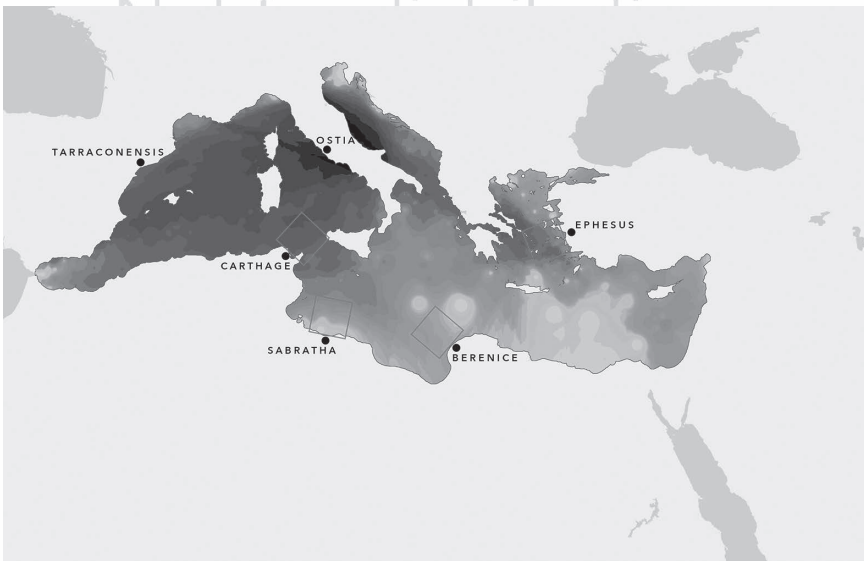 OSTIA
TARRACONENSIS
EPHESUS
CARTHAGE
SABRATHA
BERENICE